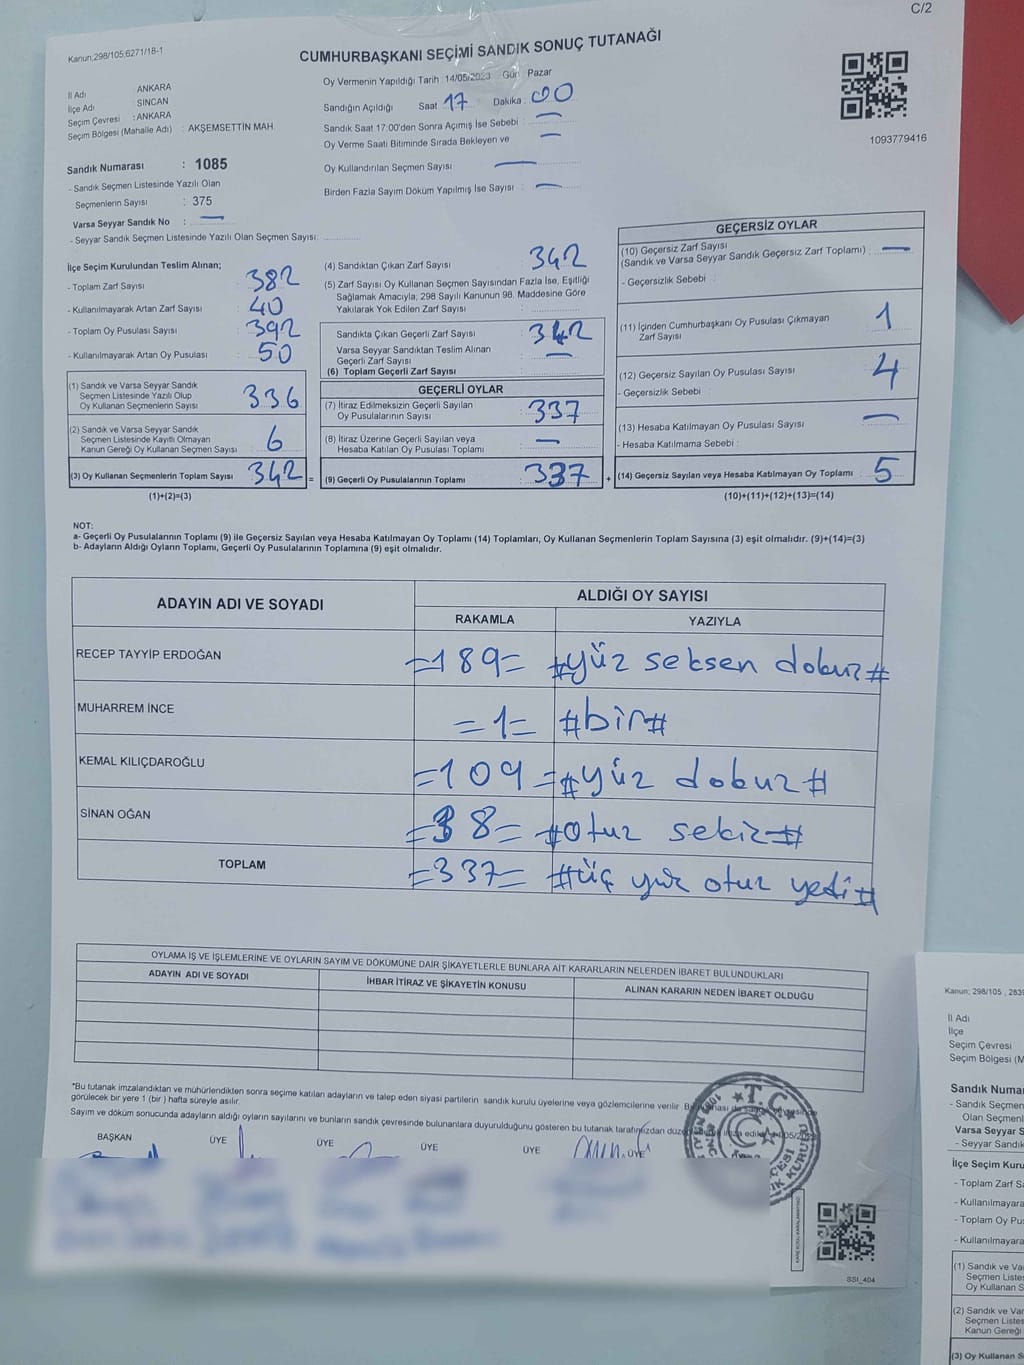 C/2
Kanun;298/105;6271/18-1
CUMHURBAŞKANI SEÇİMİ SANDIK SONUÇ TUTANAĞI
İl Adı : ANKARA
İlçe Adı : SİNCAN
Seçim Çevresi : ANKARA
Seçim Bölgesi (Mahalle Adı) : AKŞEMSETTİN MAH.
Oy Vermenin Yapıldığı Tarih :14/05/2023 Gün : Pazar
Sandığın Açıldığı Saat : 17 Dakika : 00
Sandık Saat 17:00'den Sonra Açımış İse Sebebi : —
Oy Verme Saati Bitiminde Sırada Bekleyen ve —
Oy Kullandırılan Seçmen Sayısı —
Birden Fazla Sayım Döküm Yapılmış İse Sayısı : —
1093779416
Sandık Numarası : 1085
- Sandık Seçmen Listesinde Yazılı Olan
Seçmenlerin Sayısı : 375
Varsa Seyyar Sandık No : —
- Seyyar Sandık Seçmen Listesinde Yazılı Olan Seçmen Sayısı:
İlçe Seçim Kurulundan Teslim Alınan;
- Toplam Zarf Sayısı : 382
- Kullanılmayarak Artan Zarf Sayısı : 40
- Toplam Oy Pusulası Sayısı : 392
- Kullanılmayarak Artan Oy Pusulası : 50
(1) Sandık ve Varsa Seyyar Sandık
Seçmen Listesinde Yazılı Olup
Oy Kullanan Seçmenlerin Sayısı : 336
(2) Sandık ve Varsa Seyyar Sandık
Seçmen Listesinde Kayıtlı Olmayan
Kanun Gereği Oy Kullanan Seçmen Sayısı : 6
(3) Oy Kullanan Seçmenlerin Toplam Sayısı : 342 =
(1)+(2)=(3)
(4) Sandıktan Çıkan Zarf Sayısı : 342
(5) Zarf Sayısı Oy Kullanan Seçmen Sayısından Fazla İse, Eşitliği
Sağlamak Amacıyla; 298 Sayılı Kanunun 98. Maddesine Göre
Yakılarak Yok Edilen Zarf Sayısı :
Sandıkta Çıkan Geçerli Zarf Sayısı : 342
Varsa Seyyar Sandıktan Teslim Alınan
Geçerli Zarf Sayısı : —
(6) Toplam Geçerli Zarf Sayısı :
GEÇERLİ OYLAR
(7) İtiraz Edilmeksizin Geçerli Sayılan
Oy Pusulalarının Sayısı : 337
(8) İtiraz Üzerine Geçerli Sayılan veya
Hesaba Katılan Oy Pusulası Toplamı : —
(9) Geçerli Oy Pusulalarının Toplamı : 337 +
GEÇERSİZ OYLAR
(10) Geçersiz Zarf Sayısı
(Sandık ve Varsa Seyyar Sandık Geçersiz Zarf Toplamı) : —
- Geçersizlik Sebebi :
(11) İçinden Cumhurbaşkanı Oy Pusulası Çıkmayan
Zarf Sayısı : 1
(12) Geçersiz Sayılan Oy Pusulası Sayısı : 4
- Geçersizlik Sebebi :
(13) Hesaba Katılmayan Oy Pusulası Sayısı : —
- Hesaba Katılmama Sebebi :
(14) Geçersiz Sayılan veya Hesaba Katılmayan Oy Toplamı : 5
(10)+(11)+(12)+(13)=(14)
NOT:
a- Geçerli Oy Pusulalarının Toplamı (9) ile Geçersiz Sayılan veya Hesaba Katılmayan Oy Toplamı (14) Toplamları, Oy Kullanan Seçmenlerin Toplam Sayısına (3) eşit olmalıdır. (9)+(14)=(3)
b- Adayların Aldığı Oyların Toplamı, Geçerli Oy Pusulalarının Toplamına (9) eşit olmalıdır.
ADAYIN ADI VE SOYADI
ALDIĞI OY SAYISI
RAKAMLA YAZIYLA
RECEP TAYYİP ERDOĞAN =189= #yüz seksen dokuz#
MUHARREM İNCE =1= #bir#
KEMAL KILIÇDAROĞLU =109= #yüz dokuz#
SİNAN OĞAN =38= #otuz sekiz#
TOPLAM =337= #üç yüz otuz yedi#
OYLAMA İŞ VE İŞLEMLERİNE VE OYLARIN SAYIM VE DÖKÜMÜNE DAİR ŞİKAYETLERLE BUNLARA AİT KARARLARIN NELERDEN İBARET BULUNDUKLARI
ADAYIN ADI VE SOYADI İHBAR İTİRAZ VE ŞİKAYETİN KONUSU ALINAN KARARIN NEDEN İBARET OLDUĞU
*Bu tutanak imzalandıktan ve mühürlendikten sonra seçime katılan adayların ve talep eden siyasi partilerin sandık kurulu üyelerine veya gözlemcilerine verilir.
görülecek bir yere 1 (bir ) hafta süreyle asılır.
Sayım ve döküm sonucunda adayların aldığı oyların sayılarını ve bunların sandık çevresinde bulunanlara duyurulduğunu gösteren bu tutanak tarafımızdan
BAŞKAN ÜYE ÜYE ÜYE ÜYE ÜYE
T.C.
SSI_404
Kanun; 298/105
İl Adı
İlçe
Seçim Çevresi
Seçim Bölgesi (M
Sandık Numa
- Sandık Seçmen
Olan Seçmenl
Varsa Seyyar S
- Seyyar Sandık
İlçe Seçim Kuru
- Toplam Zarf S
- Kullanılmayara
- Toplam Oy Pu
- Kullanılmayara
(1) Sandık ve Va
Seçmen Liste
Oy Kullanan S
(2) Sandık ve Var
Seçmen Listes
Kanun Gereği
(3) Oy Kullanan S